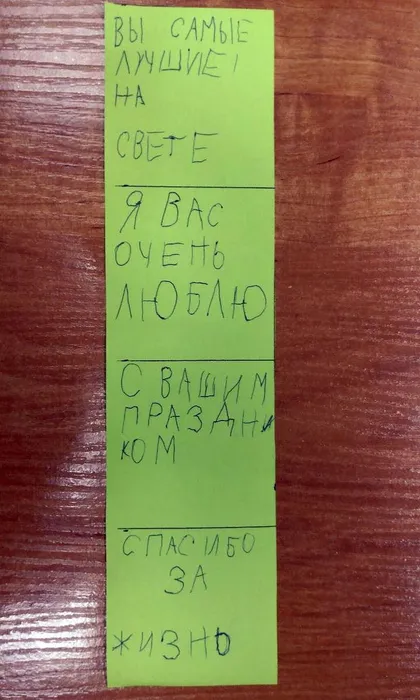 ВЫ САМЫЕ
ЛУЧШИЕ!
НА
СВЕТЕ
Я ВАС
ОЧЕНЬ
ЛЮБЛЮ
С ВАШИМ
ПРАЗДНИ
КОМ
СПАСИБО
ЗА
ЖИЗНЬ